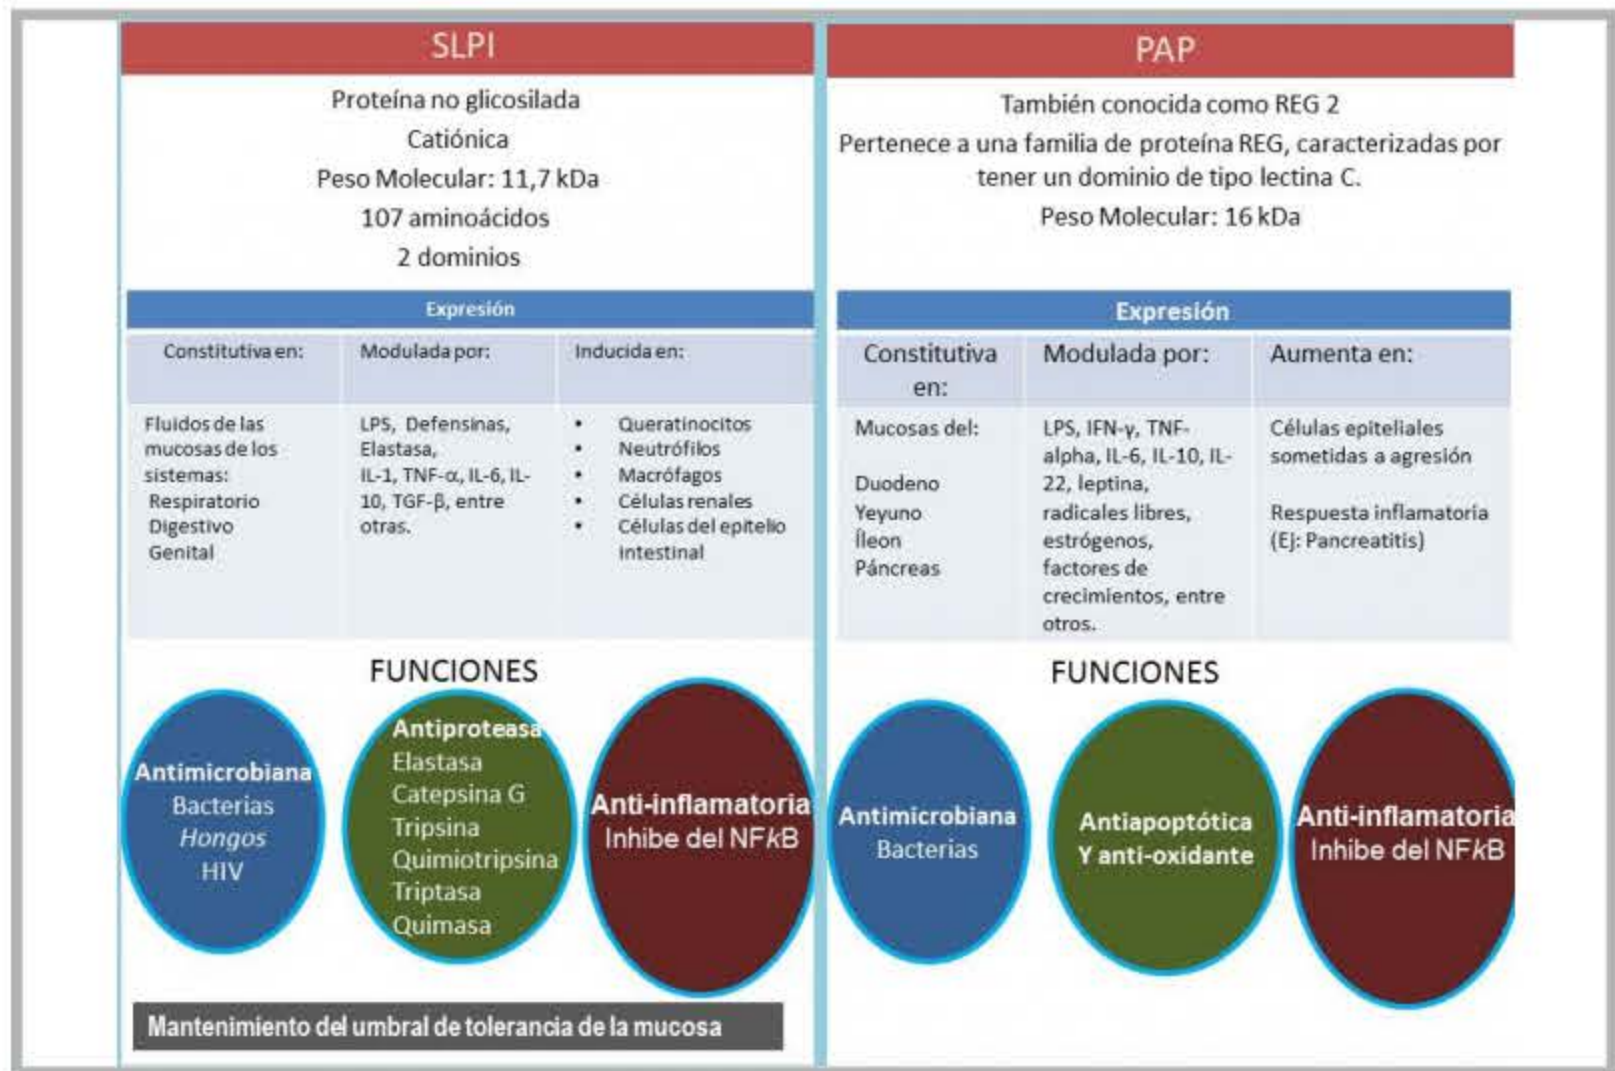 SLPI
Proteína no glicosilada
Catiónica
Peso Molecular: 11,7 kDa
107 aminoácidos
2 dominios
Expresión
Constitutiva en:
Modulada por:
Inducida en:
Fluidos de las
mucosas de los
sistemas:
Respiratorio
Digestivo
Genital
LPS, Defensinas,
Elastasa,
IL-1, TNF-α, IL-6, IL-
10, TGF-β, entre
otras.
• Queratinocitos
• Neutrófilos
• Macrófagos
• Células renales
• Células del epitelio
intestinal
FUNCIONES
Antimicrobiana
Bacterias
Hongos
HIV
Antiproteasa
Elastasa
Catepsina G
Tripsina
Quimiotripsina
Triptasa
Quimasa
Anti-inflamatoria
Inhibe del NFkB
Mantenimiento del umbral de tolerancia de la mucosa
PAP
También conocida como REG 2
Pertenece a una familia de proteína REG, caracterizadas por
tener un dominio de tipo lectina C.
Peso Molecular: 16 kDa
Expresión
Constitutiva
en:
Modulada por:
Aumenta en:
Mucosas del:
Duodeno
Yeyuno
Íleon
Páncreas
LPS, IFN-γ, TNF-
alpha, IL-6, IL-10, IL-
22, leptina,
radicales libres,
estrógenos,
factores de
crecimientos, entre
otros.
Células epiteliales
sometidas a agresión
Respuesta inflamatoria
(Ej: Pancreatitis)
FUNCIONES
Antimicrobiana
Bacterias
Antiapoptótica
Y anti-oxidante
Anti-inflamatoria
Inhibe del NFkB